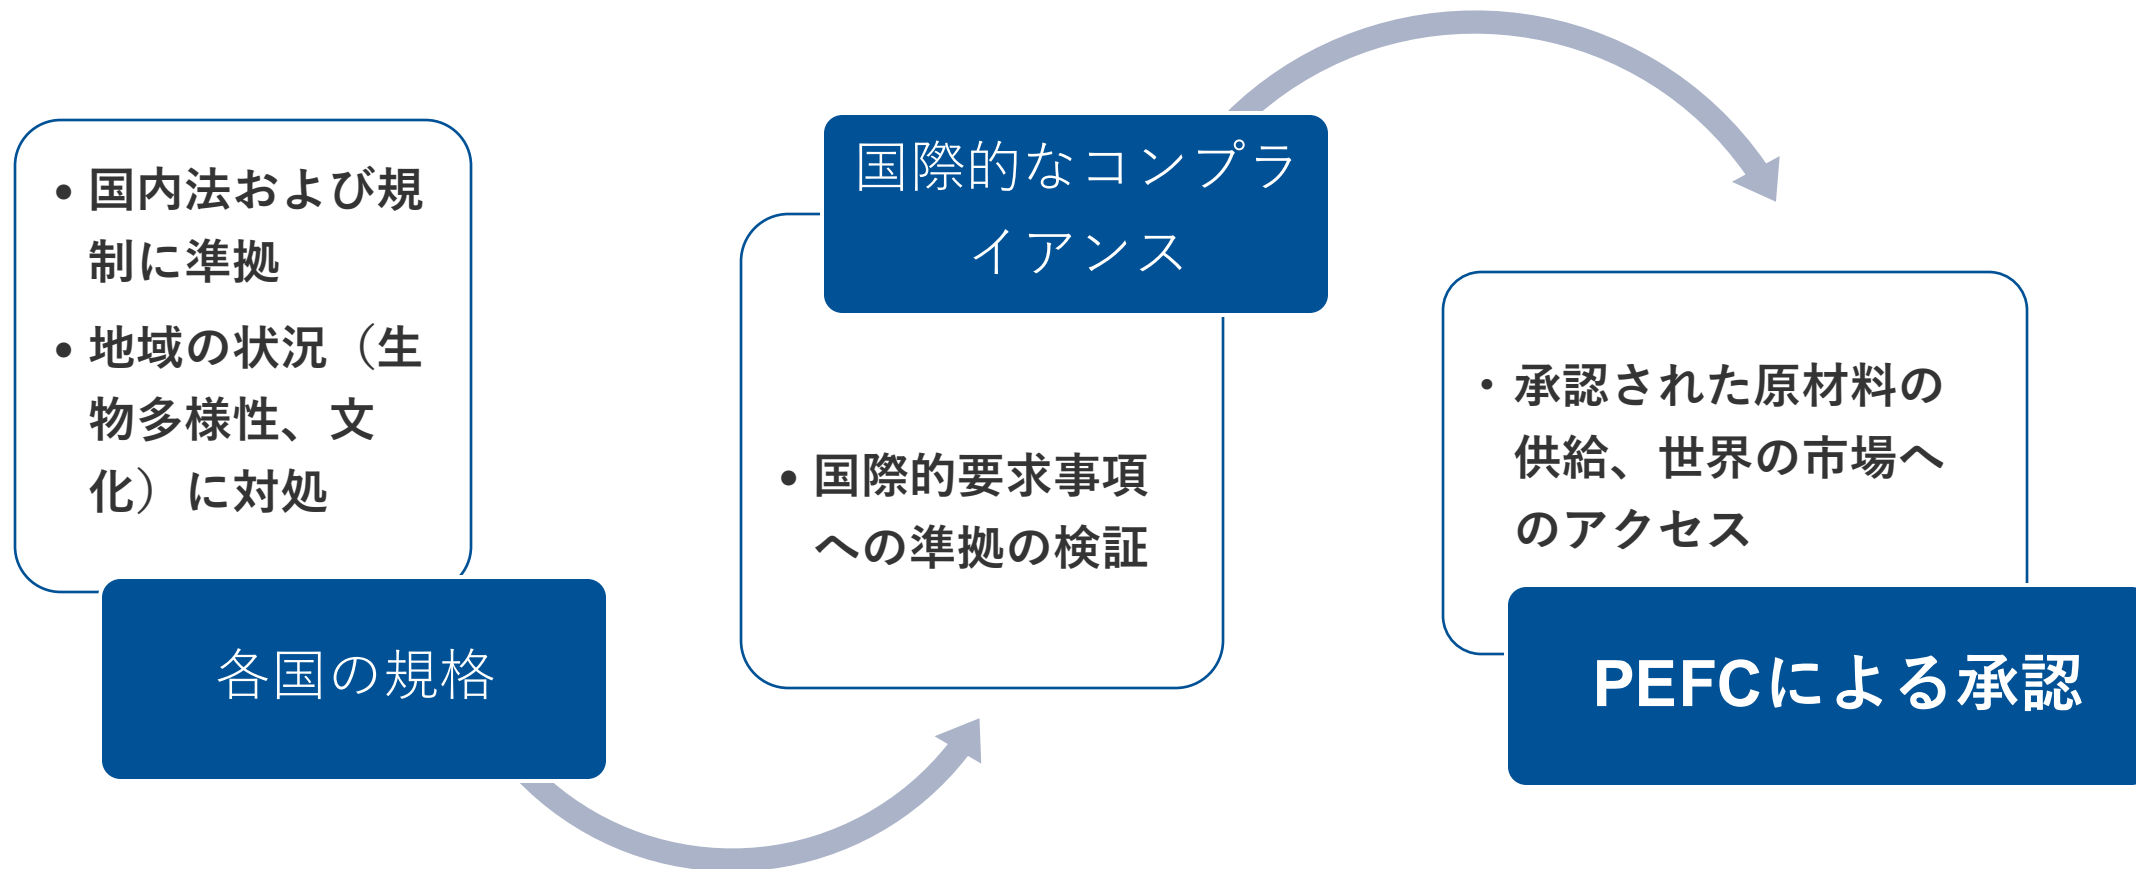 • 国内法および規
制に準拠
• 地域の状況（生
物多様性、文
化）に対処
各国の規格
国際的なコンプラ
イアンス
• 国際的要求事項
への準拠の検証
• 承認された原材料の
供給、世界の市場へ
のアクセス
PEFCによる承認